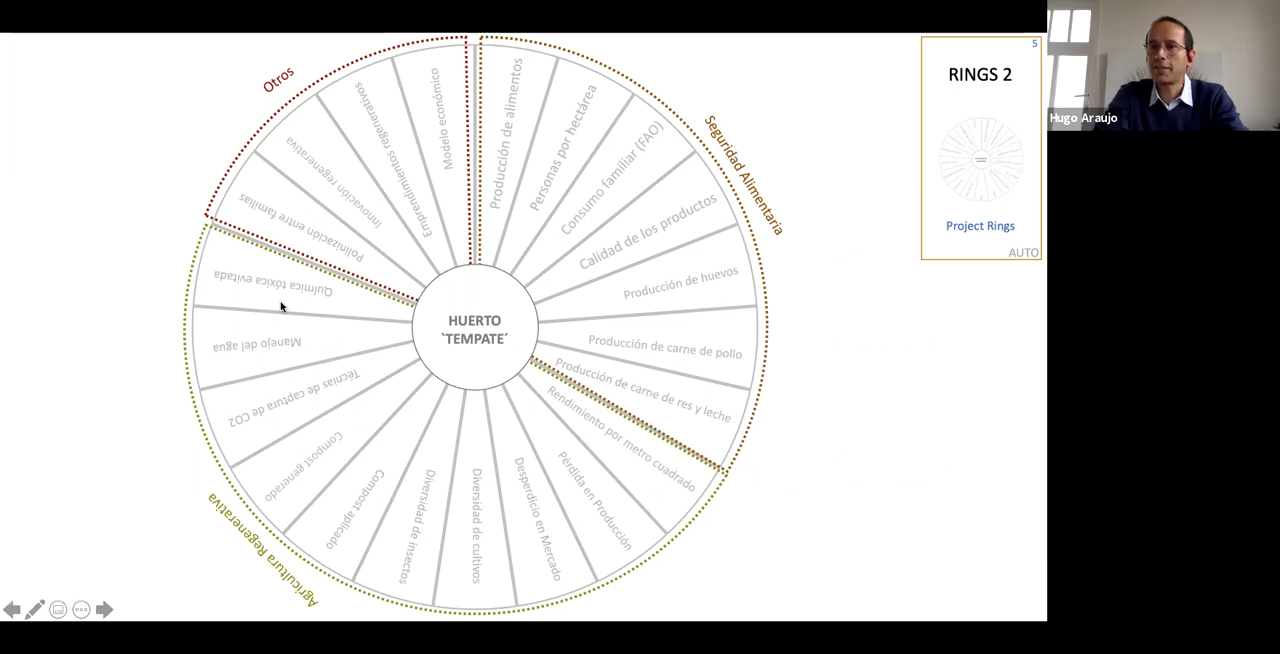 Otros
Seguridad Alimentaria
Agricultura Regenerativa
HUERTO
`TEMPATE´
Producción de alimentos
Personas por hectárea
Consumo familiar (FAO)
Calidad de los productos
Producción de huevos
Producción de carne de pollo
Producción de carne de res y leche
Rendimiento por metro cuadrado
Pérdida en Producción
Desperdicio en Mercado
Diversidad de cultivos
Diversidad de insectos
Compost aplicado
Compost generado
Técnicas de captura de CO2
Manejo del agua
Química tóxica evitada
Polinización entre familias
Innovación regenerativa
Emprendimientos regenerativos
Modelo económico
5
RINGS 2
Project Rings
AUTO
Hugo Araujo